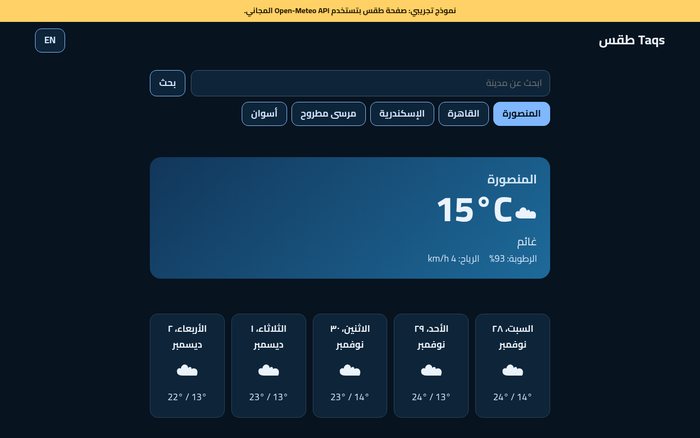 نموذج تجريبي: صفحة طقس بتستخدم Open-Meteo API المجاني.
Taqs طقس
EN
ابحث عن مدينة
بحث
المنصورة
القاهرة
الإسكندرية
مرسى مطروح
أسوان
المنصورة
15°C
غائم
الرطوبة: 93% الرياح: 4 km/h
السبت، ٢٨
نوفمبر
24° / 14°
الأحد، ٢٩
نوفمبر
24° / 13°
الاثنين، ٣٠
نوفمبر
23° / 14°
الثلاثاء، ١
ديسمبر
23° / 13°
الأربعاء، ٢
ديسمبر
22° / 13°